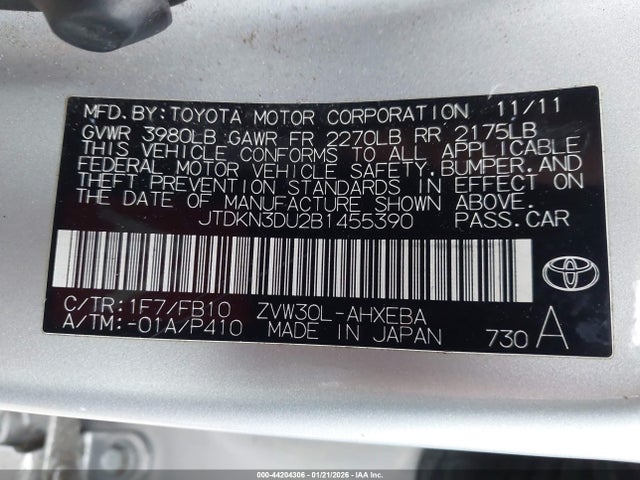 MFD.BY:TOYOTA MOTOR CORPORATION 11/11
GVWR 3980LB GAWR FR 2270LB RR 2175LB
THIS VEHICLE CONFORMS TO ALL APPLICABLE
FEDERAL MOTOR VEHICLE SAFETY,BUMPER,AND
THEFT PREVENTION STANDARDS IN EFFECT ON
THE DATE OF MANUFACTURE SHOWN ABOVE.
JTDKN3DU2B1455390 PASS.CAR
C/TR:1F7/FB10 ZVW30L-AHXEBA
A/TM:-01A/P410 MADE IN JAPAN 730 A
000-44204306 - 01/21/2026 - IAA Inc.